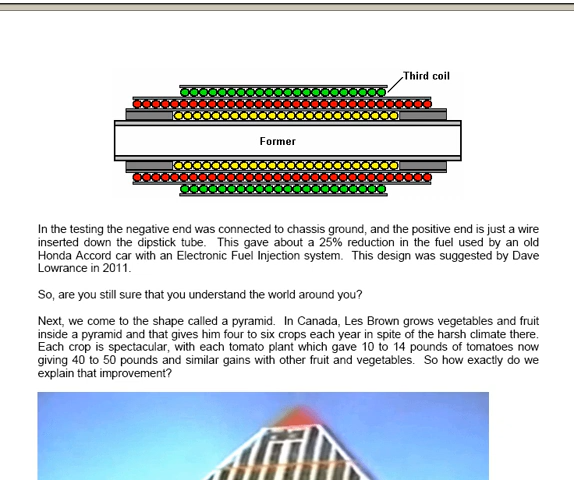 Third coil
Former
In the testing the negative end was connected to chassis ground, and the positive end is just a wire
inserted down the dipstick tube. This gave about a 25% reduction in the fuel used by an old
Honda Accord car with an Electronic Fuel Injection system. This design was suggested by Dave
Lowrance in 2011.
So, are you still sure that you understand the world around you?
Next, we come to the shape called a pyramid. In Canada, Les Brown grows vegetables and fruit
inside a pyramid and that gives him four to six crops each year in spite of the harsh climate there.
Each crop is spectacular, with each tomato plant which gave 10 to 14 pounds of tomatoes now
giving 40 to 50 pounds and similar gains with other fruit and vegetables. So how exactly do we
explain that improvement?